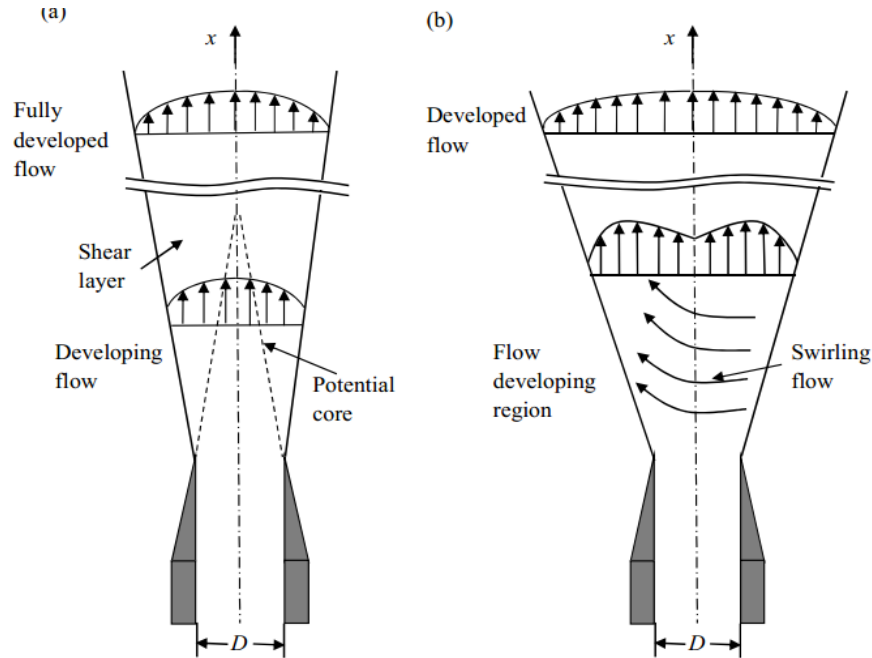 (a)
x
Fully
developed
flow
Shear
layer
Developing
flow
Potential
core
D
(b)
x
Developed
flow
Flow
developing
region
Swirling
flow
D